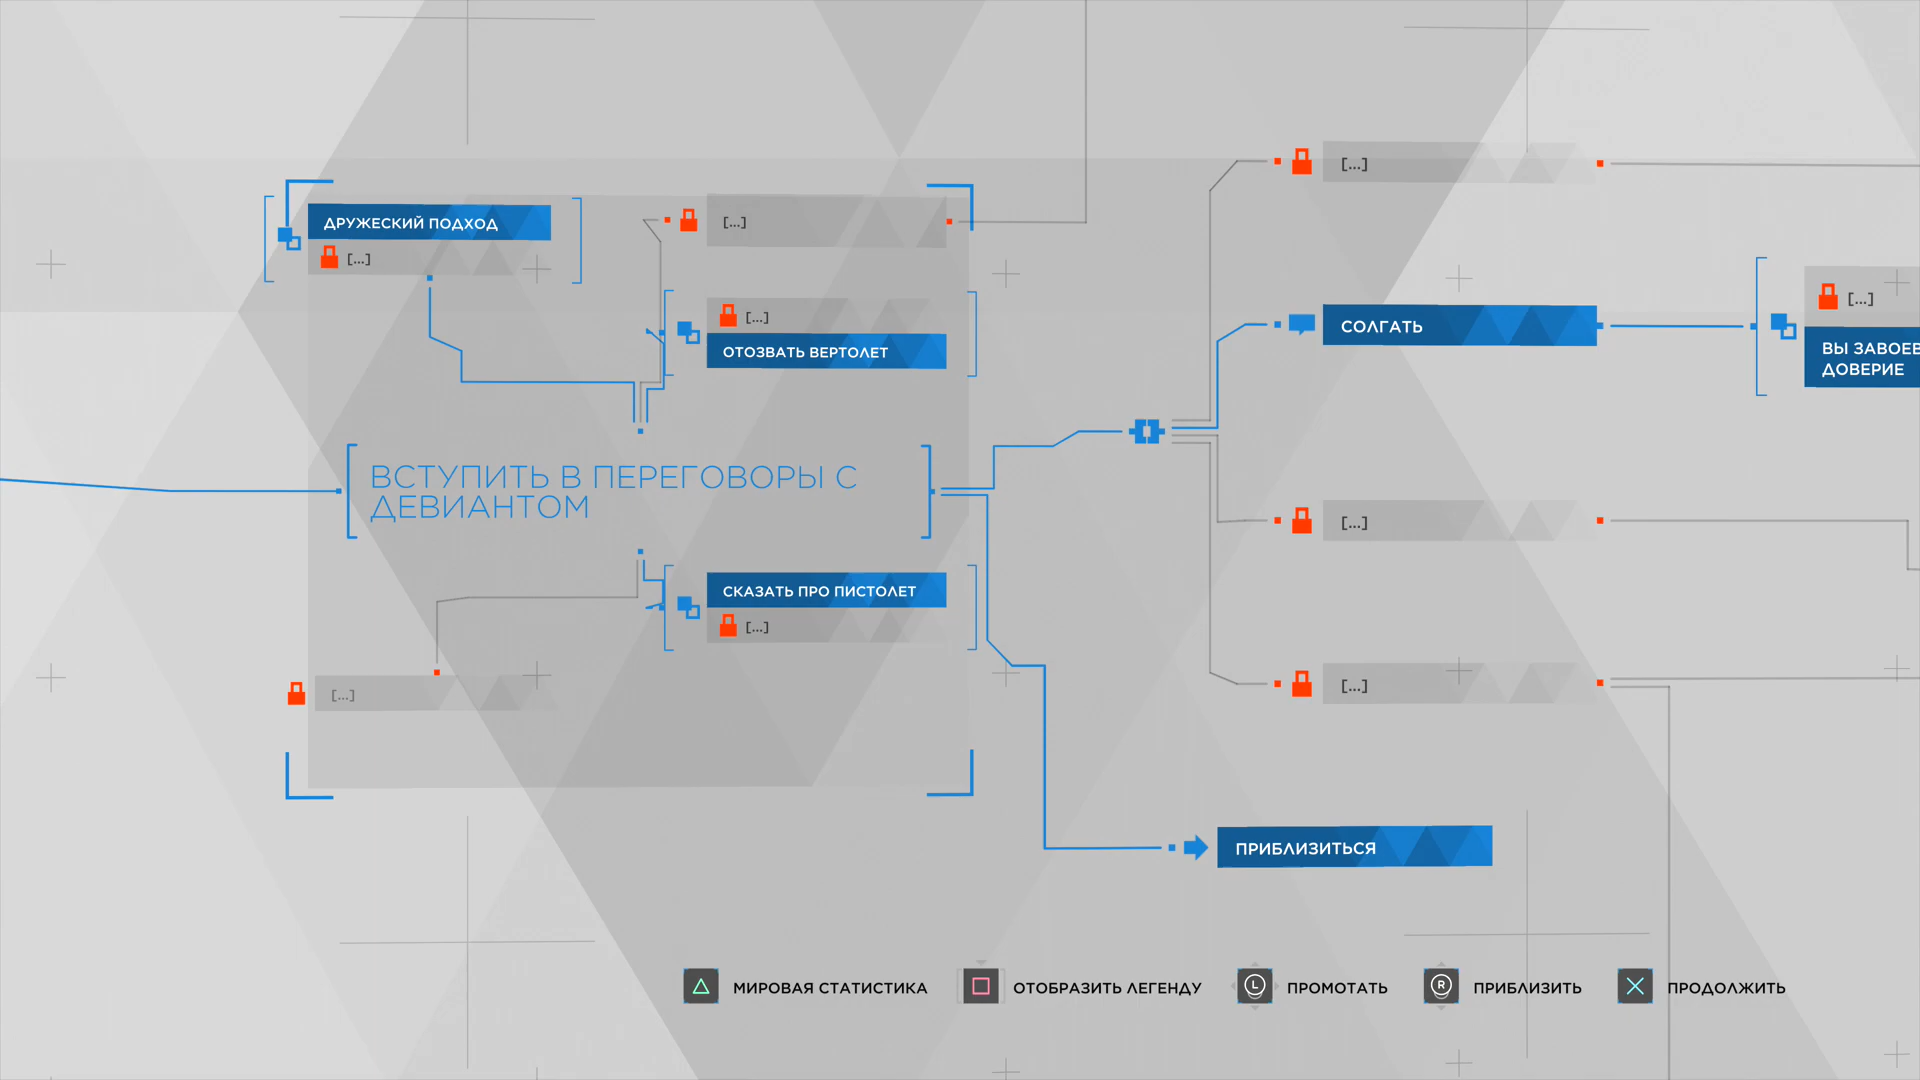 [...]
ДРУЖЕСКИЙ ПОДХОД
[...]
[...]
[...]
ОТОЗВАТЬ ВЕРТОЛЕТ
СОЛГАТЬ
[...]
ВЫ ЗАВОЕВ
ДОВЕРИЕ
ВСТУПИТЬ В ПЕРЕГОВОРЫ С
ДЕВИАНТОМ
[...]
СКАЗАТЬ ПРО ПИСТОЛЕТ
[...]
[...]
[...]
ПРИБЛИЗИТЬСЯ
МИРОВАЯ СТАТИСТИКА
ОТОБРАЗИТЬ ЛЕГЕНДУ
L ПРОМОТАТЬ
R ПРИБЛИЗИТЬ
ПРОДОЛЖИТЬ